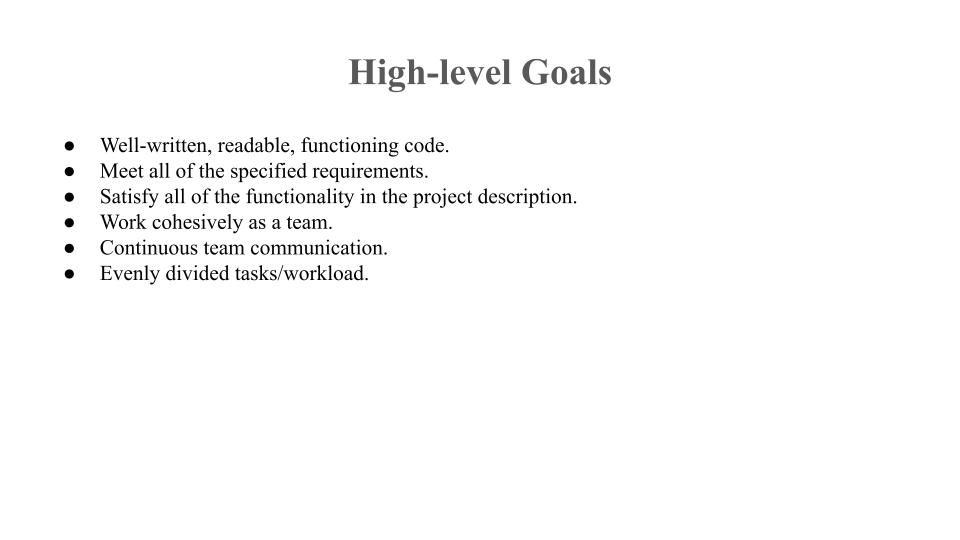 High-level Goals
● Well-written, readable, functioning code.
● Meet all of the specified requirements.
● Satisfy all of the functionality in the project description.
● Work cohesively as a team.
● Continuous team communication.
● Evenly divided tasks/workload.